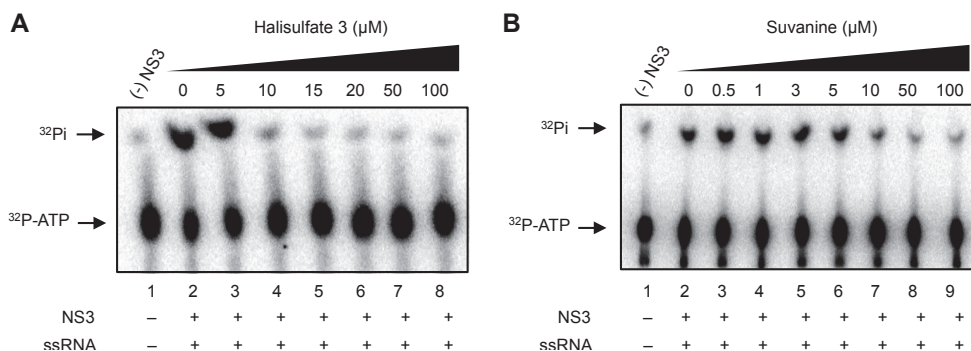 A
Halisulfate 3 (μM)
(-) NS3
0 5 10 15 20 50 100
³²Pi
³²P-ATP
1 2 3 4 5 6 7 8
NS3 – + + + + + + +
ssRNA – + + + + + + +
B
Suvanine (μM)
(-) NS3
0 0.5 1 3 5 10 50 100
³²Pi
³²P-ATP
1 2 3 4 5 6 7 8 9
NS3 – + + + + + + + +
ssRNA – + + + + + + + +